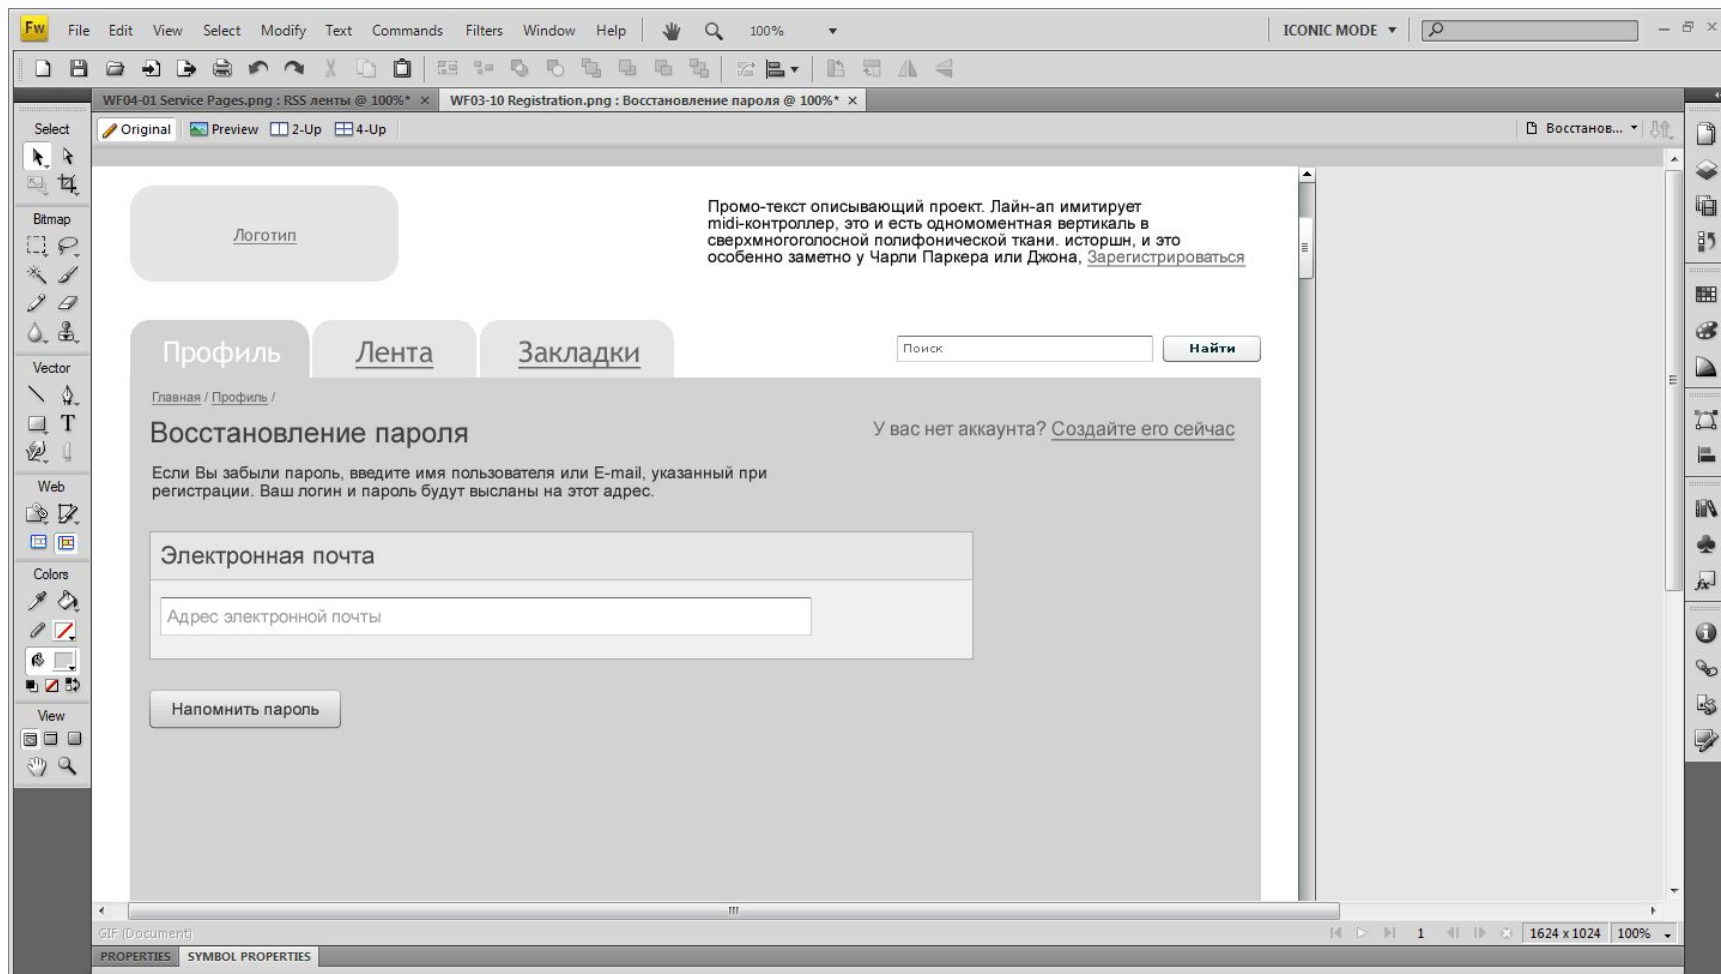 Fw File Edit View Select Modify Text Commands Filters Window Help 100% ICONIC MODE
WF04-01 Service Pages.png : RSS ленты @ 100%* × WF03-10 Registration.png : Восстановление пароля @ 100%* ×
Original Preview 2-Up 4-Up Восстанов...
Select
Bitmap
Vector
Web
Colors
View
Логотип
Промо-текст описывающий проект. Лайн-ап имитирует
midi-контроллер, это и есть одномоментная вертикаль в
сверхмногоголосной полифонической ткани. исторшн, и это
особенно заметно у Чарли Паркера или Джона, Зарегистрироваться
Профиль Лента Закладки Поиск Найти
Главная / Профиль /
Восстановление пароля
У вас нет аккаунта? Создайте его сейчас
Если Вы забыли пароль, введите имя пользователя или E-mail, указанный при
регистрации. Ваш логин и пароль будут высланы на этот адрес.
Электронная почта
Адрес электронной почты
Напомнить пароль
GIF (Document) 1 1624 x 1024 100%
PROPERTIES SYMBOL PROPERTIES